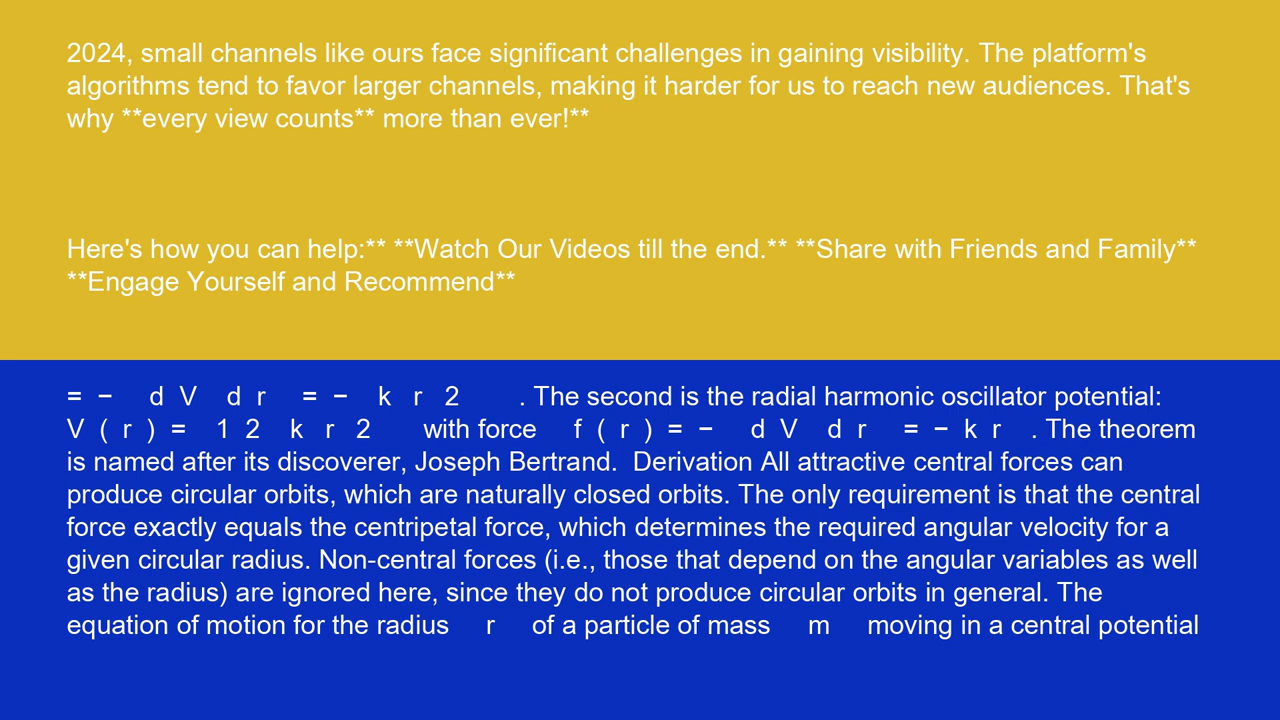 2024, small channels like ours face significant challenges in gaining visibility. The platform's
algorithms tend to favor larger channels, making it harder for us to reach new audiences. That's
why **every view counts** more than ever!**
Here's how you can help:** **Watch Our Videos till the end.** **Share with Friends and Family**
**Engage Yourself and Recommend**
= − d V d r = − k r 2 . The second is the radial harmonic oscillator potential:
V ( r ) = 1 2 k r 2 with force f ( r ) = − d V d r = − k r . The theorem
is named after its discoverer, Joseph Bertrand. Derivation All attractive central forces can
produce circular orbits, which are naturally closed orbits. The only requirement is that the central
force exactly equals the centripetal force, which determines the required angular velocity for a
given circular radius. Non-central forces (i.e., those that depend on the angular variables as well
as the radius) are ignored here, since they do not produce circular orbits in general. The
equation of motion for the radius r of a particle of mass m moving in a central potential